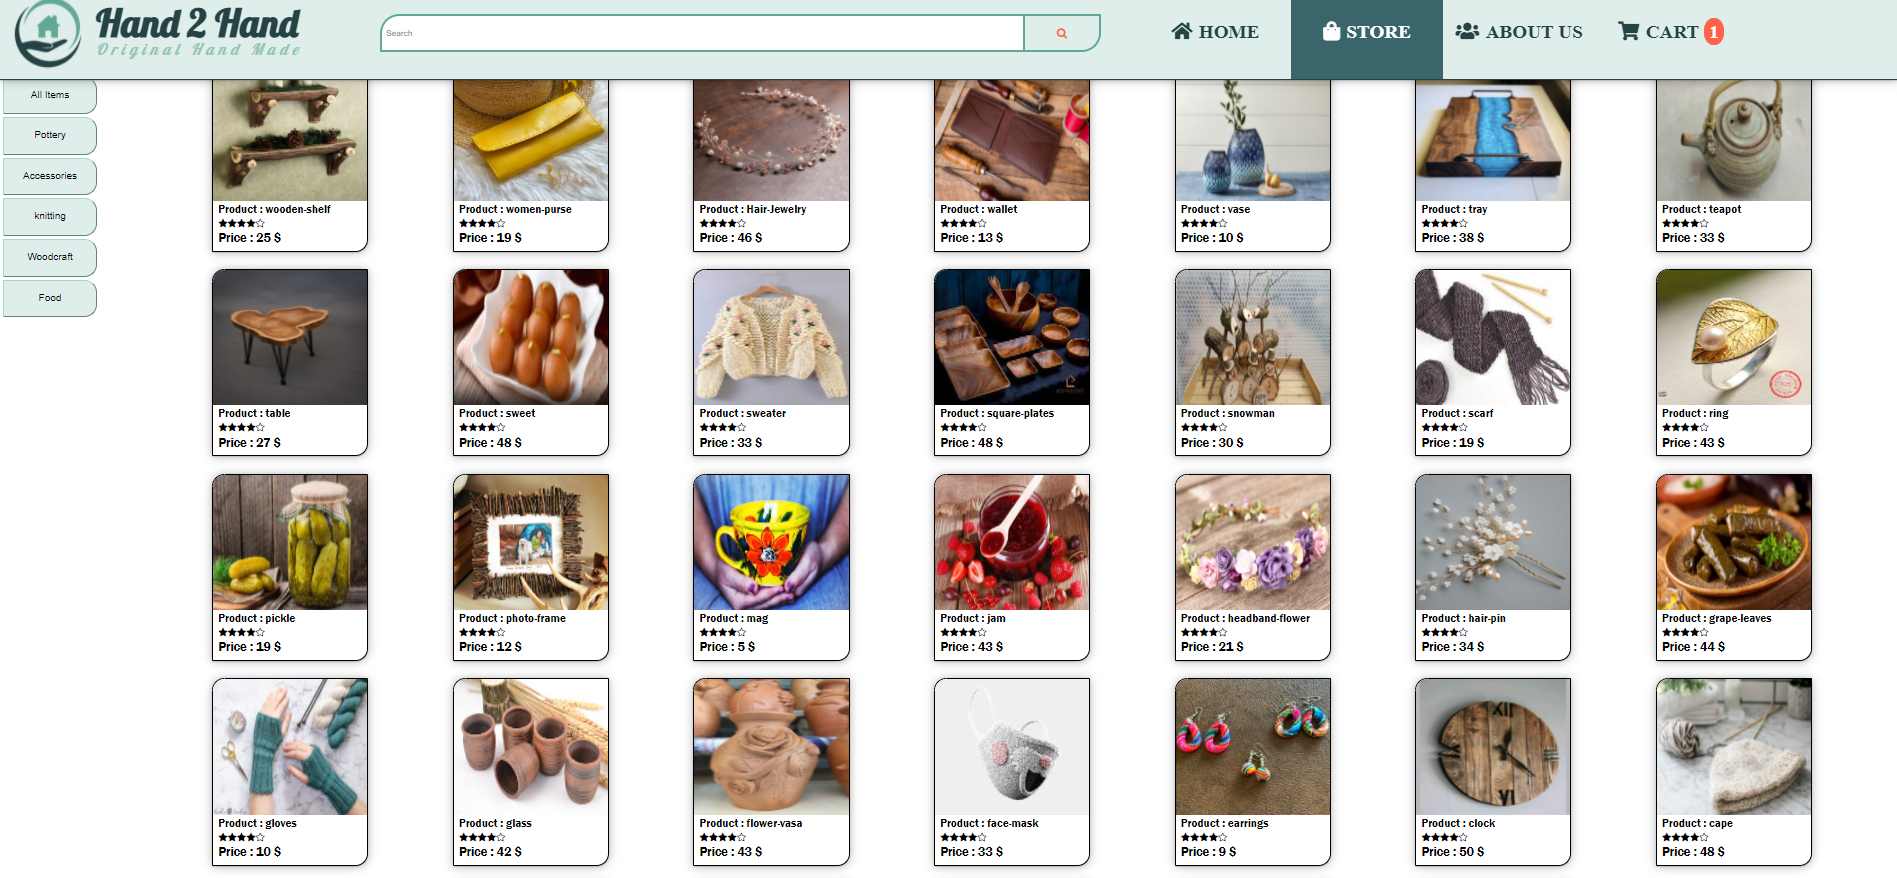 Hand 2 Hand
Original Hand Made
Search
HOME
STORE
ABOUT US
CART 1
All Items
Pottery
Accessories
knitting
Woodcraft
Food
Product : wooden-shelf
Price : 25 $
Product : women-purse
Price : 19 $
Product : Hair-Jewelry
Price : 46 $
Product : wallet
Price : 13 $
Product : vase
Price : 10 $
Product : tray
Price : 38 $
Product : teapot
Price : 33 $
Product : table
Price : 27 $
Product : sweet
Price : 48 $
Product : sweater
Price : 33 $
Product : square-plates
Price : 48 $
Product : snowman
Price : 30 $
Product : scarf
Price : 19 $
Product : ring
Price : 43 $
Product : pickle
Price : 19 $
Product : photo-frame
Price : 12 $
Product : mag
Price : 5 $
Product : jam
Price : 43 $
Product : headband-flower
Price : 21 $
Product : hair-pin
Price : 34 $
Product : grape-leaves
Price : 44 $
Product : gloves
Price : 10 $
Product : glass
Price : 42 $
Product : flower-vasa
Price : 43 $
Product : face-mask
Price : 33 $
Product : earrings
Price : 9 $
Product : clock
Price : 50 $
XII
VI
Product : cape
Price : 48 $